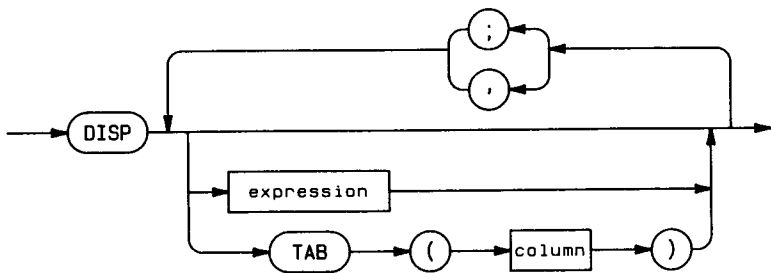 ;
,
DISP
expression
TAB ( column )